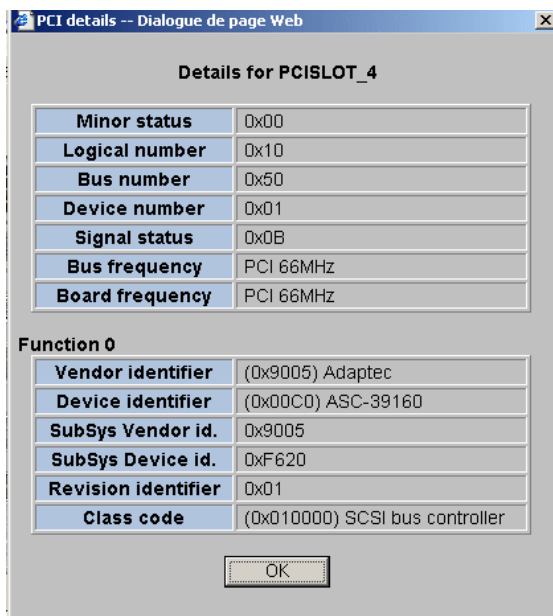 PCI details -- Dialogue de page Web
Details for PCISLOT_4
Minor status 0x00
Logical number 0x10
Bus number 0x50
Device number 0x01
Signal status 0x0B
Bus frequency PCI 66MHz
Board frequency PCI 66MHz
Function 0
Vendor identifier (0x9005) Adaptec
Device identifier (0x00C0) ASC-39160
SubSys Vendor id. 0x9005
SubSys Device id. 0xF620
Revision identifier 0x01
Class code (0x010000) SCSI bus controller
OK